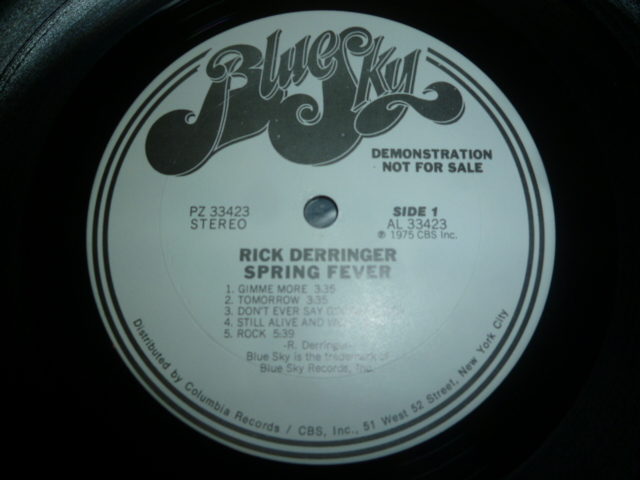 Blue Sky
DEMONSTRATION
NOT FOR SALE
PZ 33423
STEREO
SIDE 1
AL 33423
℗ 1975 CBS Inc.
RICK DERRINGER
SPRING FEVER
1. GIMME MORE 3:35
2. TOMORROW 3:35
3. DON'T EVER SAY
4. STILL ALIVE AND
5. ROCK 5:39
-R. Derringer-
Blue Sky is the trademark of
Blue Sky Records, Inc.
Distributed by Columbia Records / CBS, Inc., 51 West 52 Street, New York City